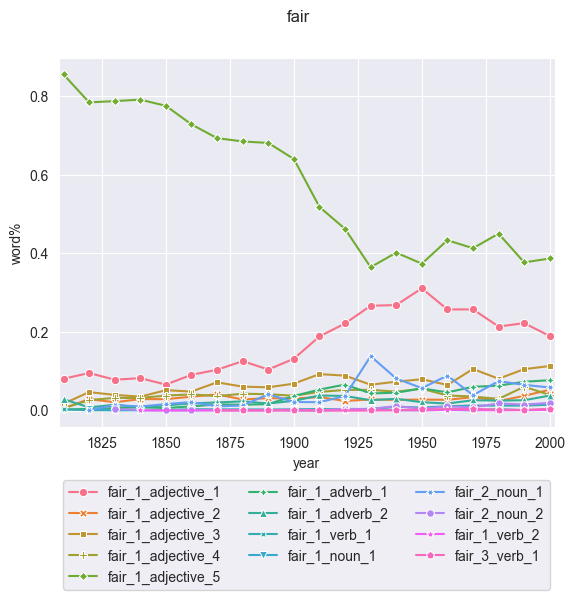 fair
0.8
0.6
0.4
0.2
0.0
word%
1825 1850 1875 1900 1925 1950 1975 2000
year
fair_1_adjective_1 fair_1_adverb_1 fair_2_noun_1
fair_1_adjective_2 fair_1_adverb_2 fair_2_noun_2
fair_1_adjective_3 fair_1_verb_1 fair_1_verb_2
fair_1_adjective_4 fair_1_noun_1 fair_3_verb_1
fair_1_adjective_5